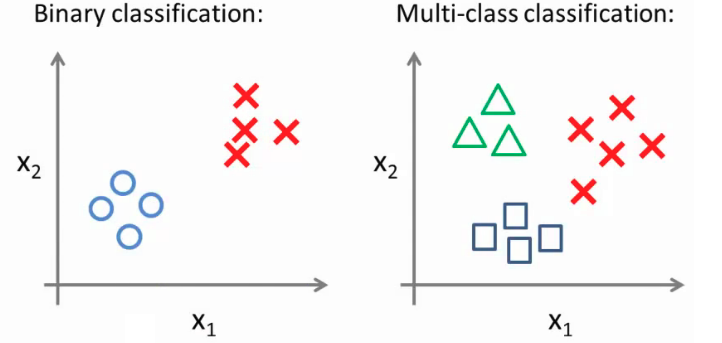 Binary classification:
Multi-class classification:
x₂
x₁
x₂
x₁